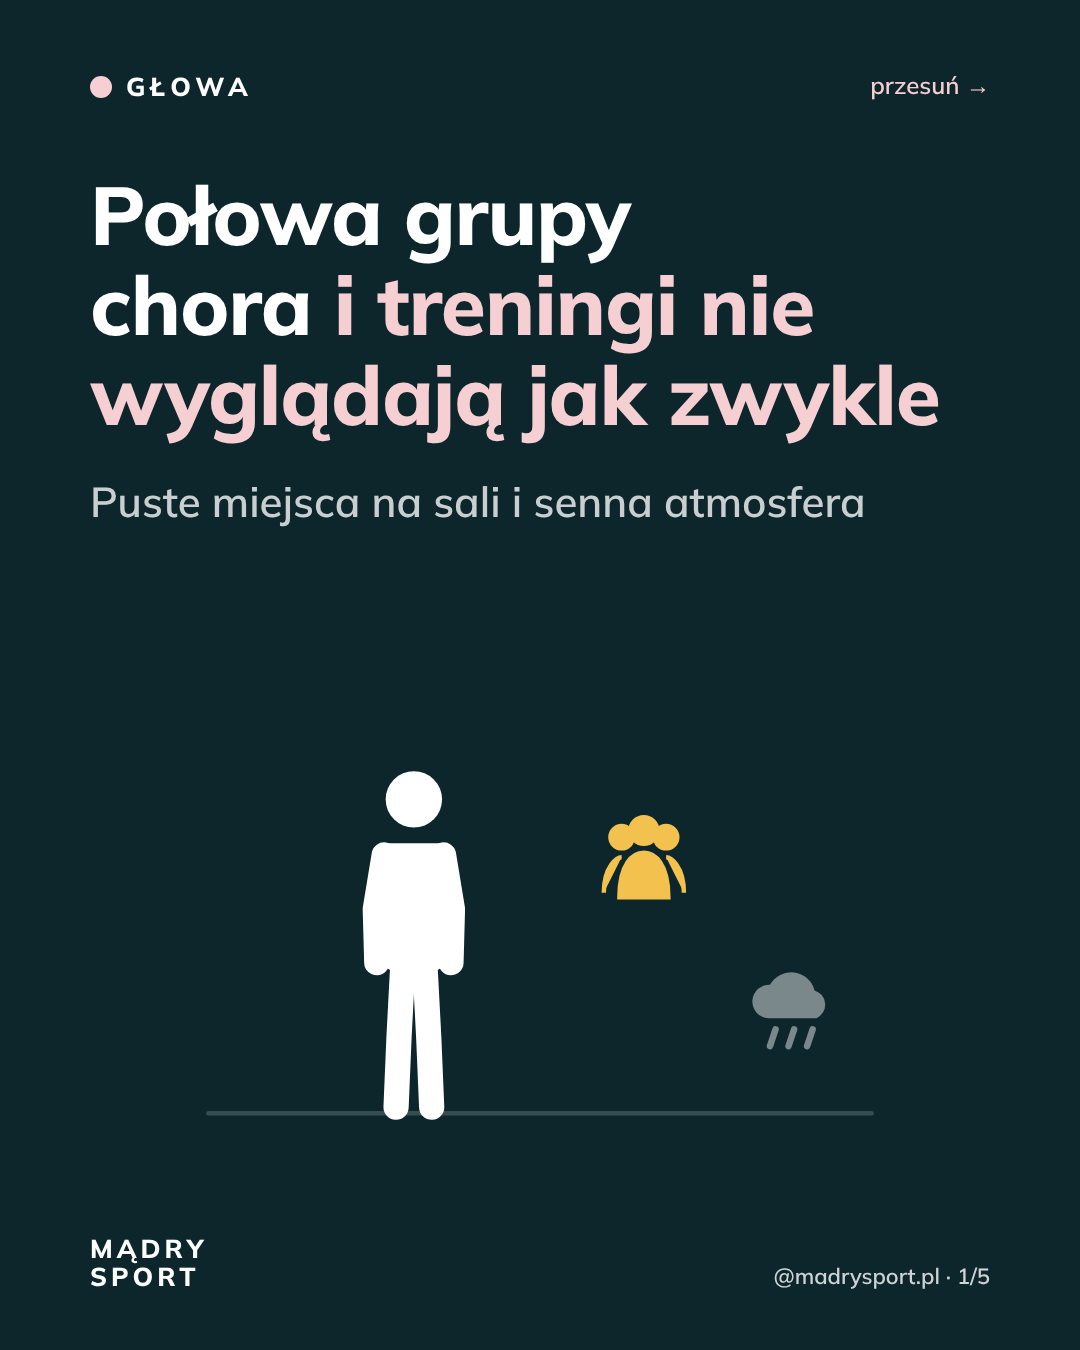 GŁOWA
przesuń →
Połowa grupy
chora i treningi nie
wyglądają jak zwykle
Puste miejsca na sali i senna atmosfera
MĄDRY
SPORT
@madrysport.pl · 1/5